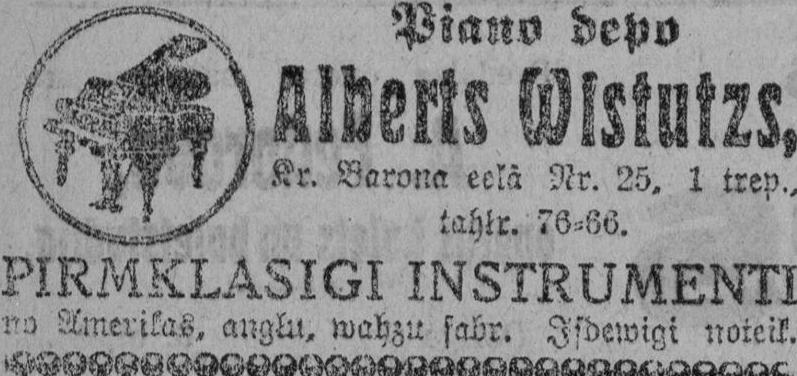 Piano depo
Alberts Wistutzs,
Kr. Barona eelā Nr. 25, 1 trep.,
tahlr. 76-66.
PIRMKLASIGI INSTRUMENTI
no Amerikas, angļu, wahzu fabr. Isdewigi noteik.